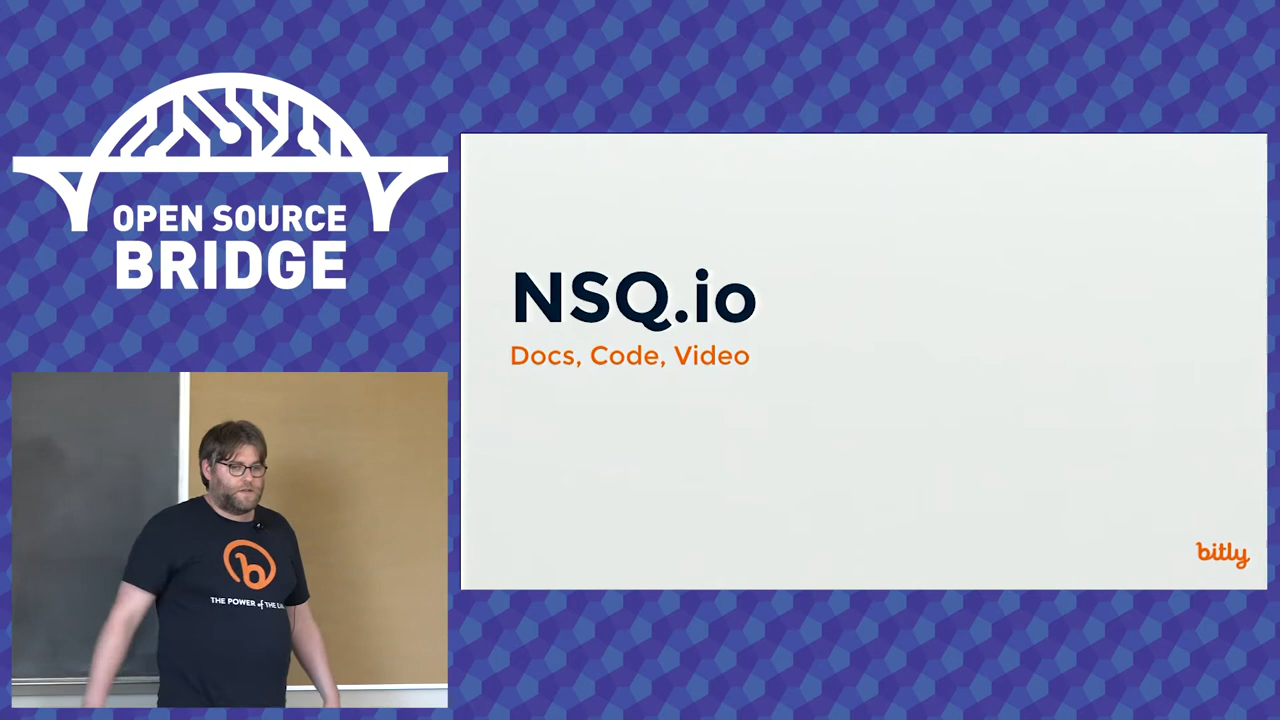 OPEN SOURCE
BRIDGE
NSQ.io
Docs, Code, Video
bitly
b
THE POWER of THE